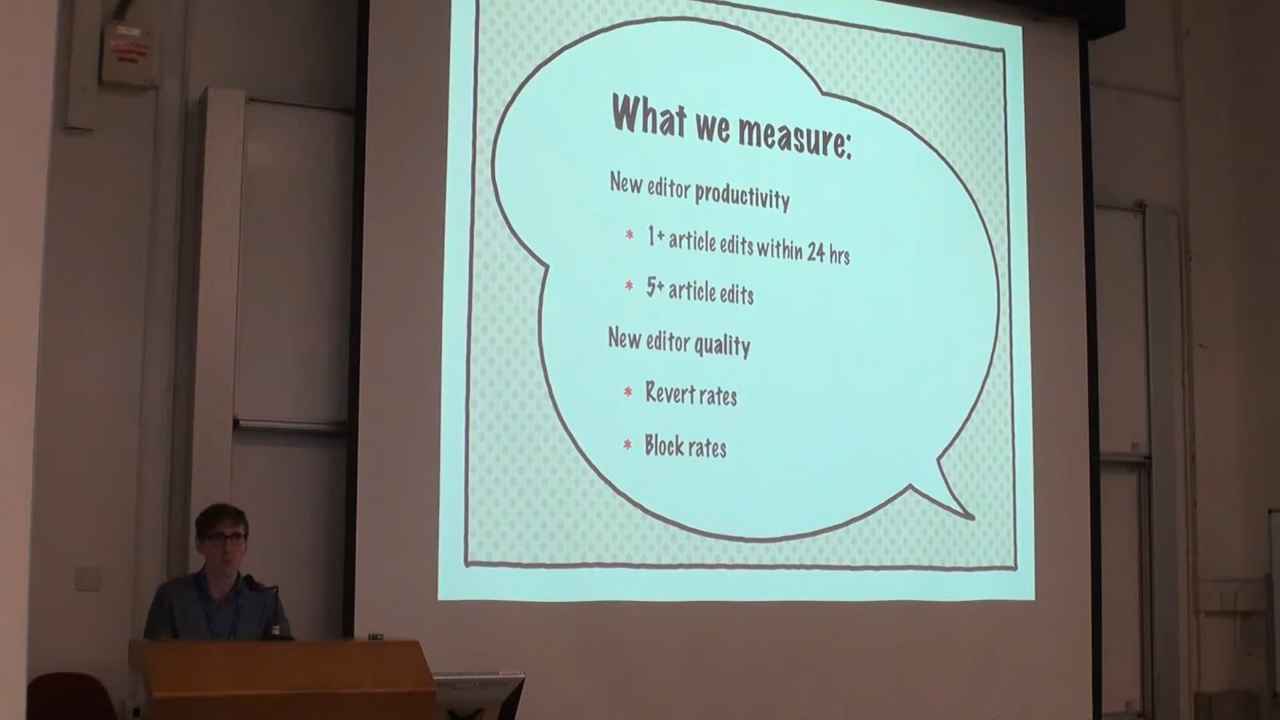 What we measure:
New editor productivity
* 1+ article edits within 24 hrs
* 5+ article edits
New editor quality
* Revert rates
* Block rates